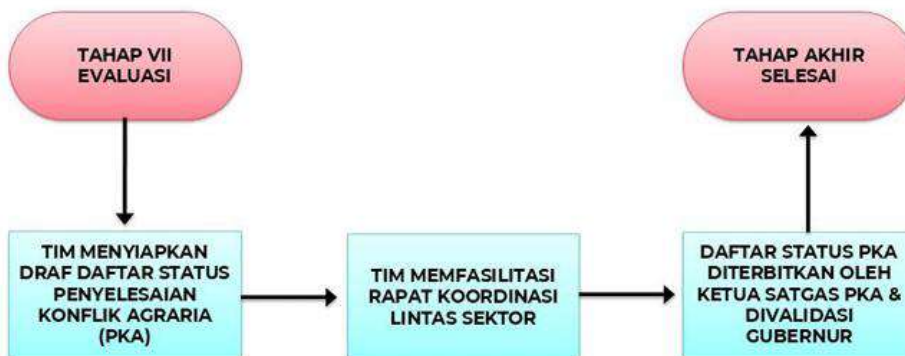 TAHAP VII
EVALUASI
TIM MENYIAPKAN
DRAF DAFTAR STATUS
PENYELESAIAN
KONFLIK AGRARIA
(PKA)
TIM MEMFASILITASI
RAPAT KOORDINASI
LINTAS SEKTOR
DAFTAR STATUS PKA
DITERBITKAN OLEH
KETUA SATGAS PKA &
DIVALIDASI
GUBERNUR
TAHAP AKHIR
SELESAI